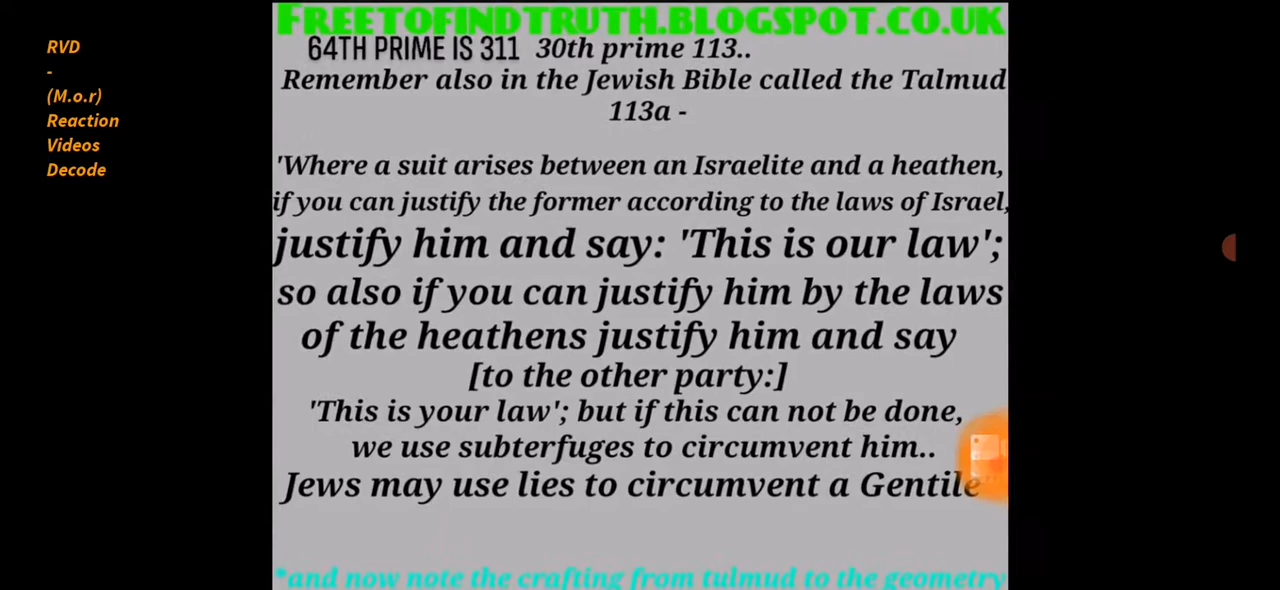 RVD
-
(M.o.r)
Reaction
Videos
Decode
FREETOFINDTRUTH.BLOGSPOT.CO.UK
64TH PRIME IS 311 30th prime 113..
Remember also in the Jewish Bible called the Talmud
113a -
'Where a suit arises between an Israelite and a heathen,
if you can justify the former according to the laws of Israel,
justify him and say: 'This is our law';
so also if you can justify him by the laws
of the heathens justify him and say
[to the other party:]
'This is your law'; but if this can not be done,
we use subterfuges to circumvent him..
Jews may use lies to circumvent a Gentile
*and now note the crafting from tulmud to the geometry